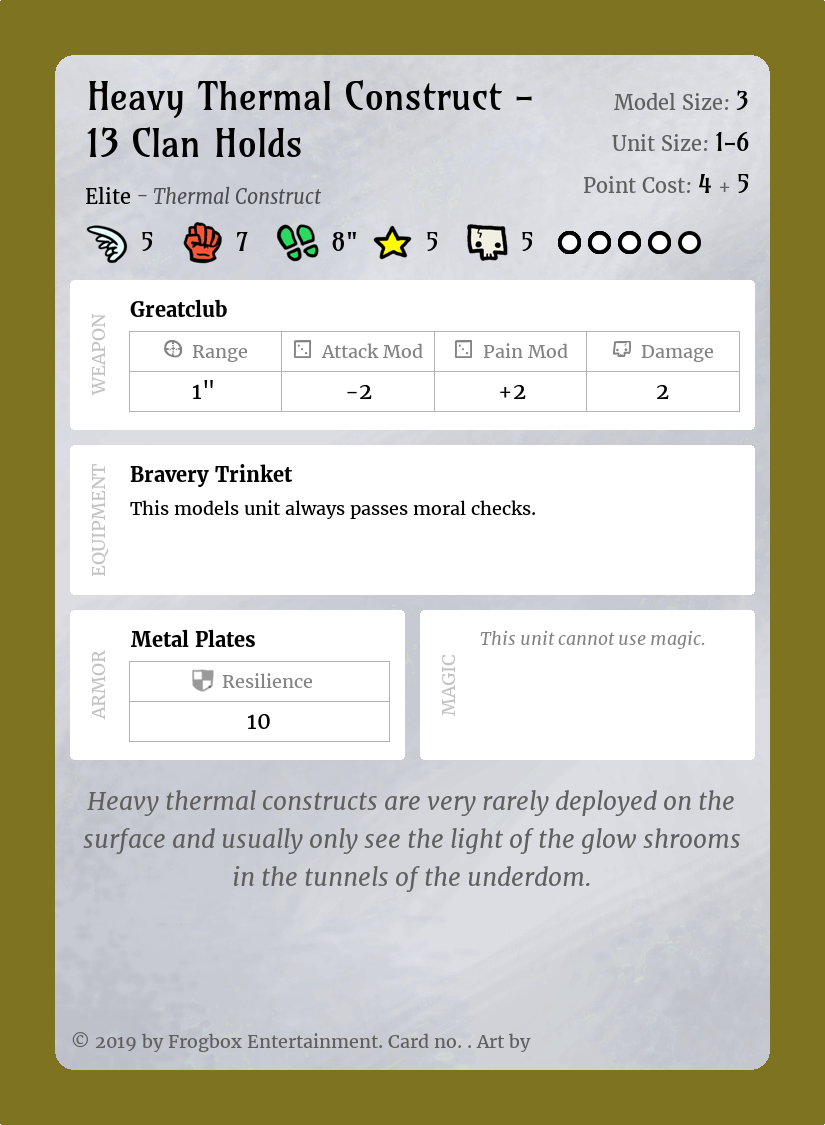 Heavy Thermal Construct –
13 Clan Holds
Model Size: 3
Unit Size: 1-6
Point Cost: 4 + 5
Elite – Thermal Construct
5 7 8" 5 5
WEAPON
Greatclub
Range Attack Mod Pain Mod Damage
1" -2 +2 2
EQUIPMENT
Bravery Trinket
This models unit always passes moral checks.
ARMOR
Metal Plates
Resilience
10
MAGIC
This unit cannot use magic.
Heavy thermal constructs are very rarely deployed on the
surface and usually only see the light of the glow shrooms
in the tunnels of the underdom.
© 2019 by Frogbox Entertainment. Card no. . Art by